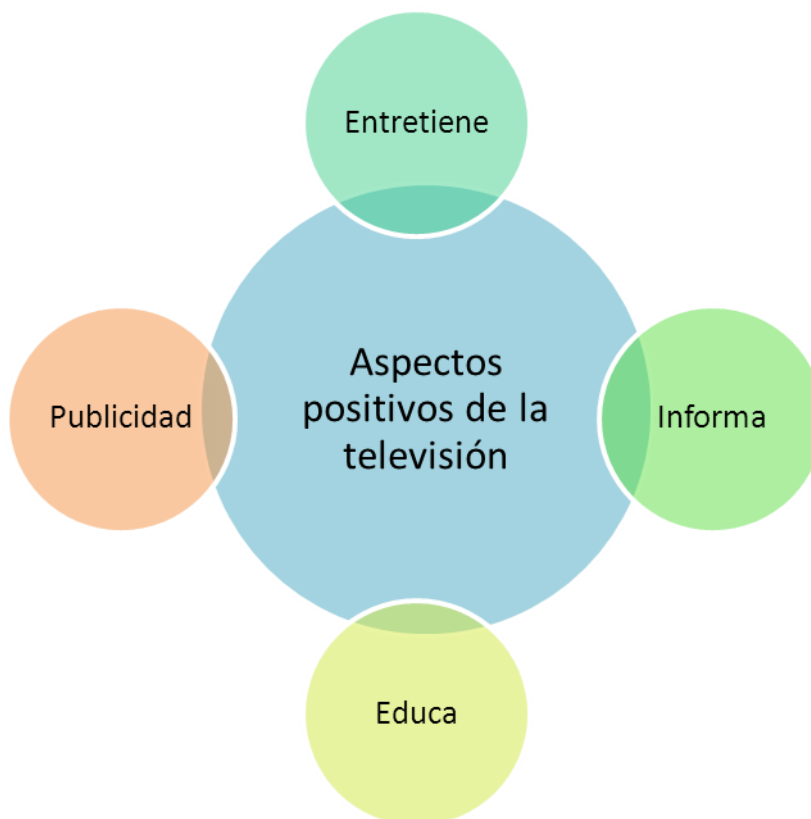 Entretiene
Aspectos
positivos de la
televisión
Publicidad
Informa
Educa